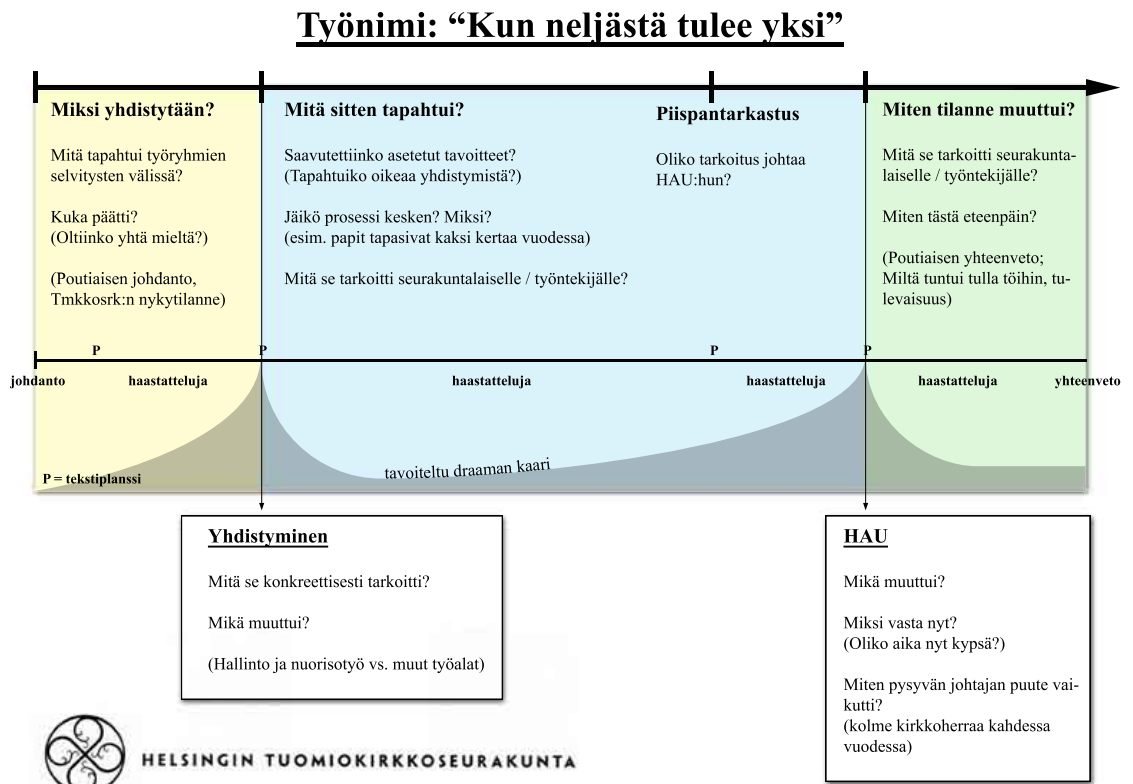 Työnimi: “Kun neljästä tulee yksi”
Miksi yhdistytään?
Mitä tapahtui työryhmien
selvitysten välissä?
Kuka päätti?
(Oltiinko yhtä mieltä?)
(Poutiaisen johdanto,
Tmkkosrk:n nykytilanne)
Mitä sitten tapahtui?
Saavutettiinko asetetut tavoitteet?
(Tapahtuiko oikeaa yhdistymistä?)
Jäikö prosessi kesken? Miksi?
(esim. papit tapasivat kaksi kertaa vuodessa)
Mitä se tarkoitti seurakuntalaiselle / työntekijälle?
Piispantarkastus
Oliko tarkoitus johtaa
HAU:hun?
Miten tilanne muuttui?
Mitä se tarkoitti seurakunta-
laiselle / työntekijälle?
Miten tästä eteenpäin?
(Poutiaisen yhteenveto;
Miltä tuntui tulla töihin, tu-
levaisuus)
P P P P
johdanto haastatteluja haastatteluja haastatteluja haastatteluja yhteenveto
tavoiteltu draaman kaari
P = tekstiplanssi
Yhdistyminen
Mitä se konkreettisesti tarkoitti?
Mikä muuttui?
(Hallinto ja nuorisotyö vs. muut työalat)
HAU
Mikä muuttui?
Miksi vasta nyt?
(Oliko aika nyt kypsä?)
Miten pysyvän johtajan puute vai-
kutti?
(kolme kirkkoherraa kahdessa
vuodessa)
HELSINGIN TUOMIOKIRKKOSEURAKUNTA